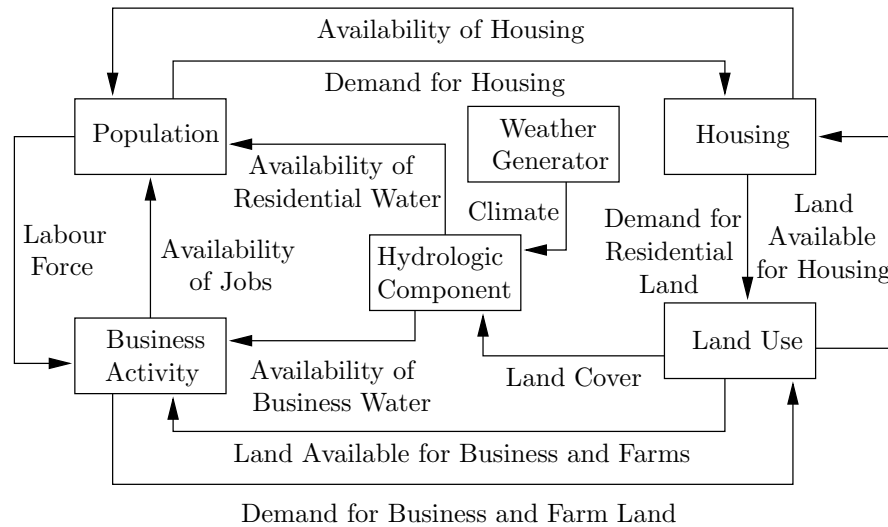 Availability of Housing
Demand for Housing
Population
Weather
Generator
Housing
Availability of
Residential Water
Climate
Labour
Force
Availability
of Jobs
Hydrologic
Component
Demand for
Residential
Land
Land
Available
for Housing
Business
Activity
Land Use
Availability of
Business Water
Land Cover
Land Available for Business and Farms
Demand for Business and Farm Land